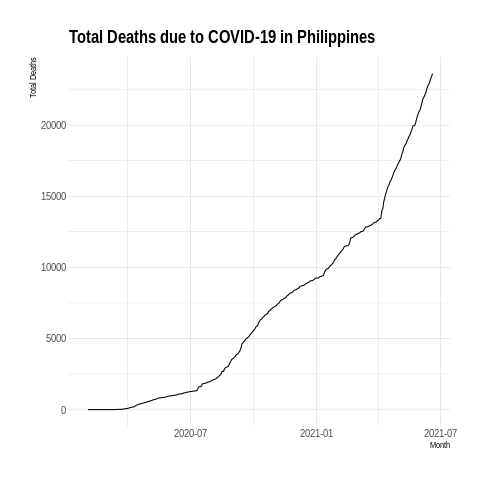 Total Deaths due to COVID-19 in Philippines
Total Deaths
20000
15000
10000
5000
0
2020-07 2021-01 2021-07
Month